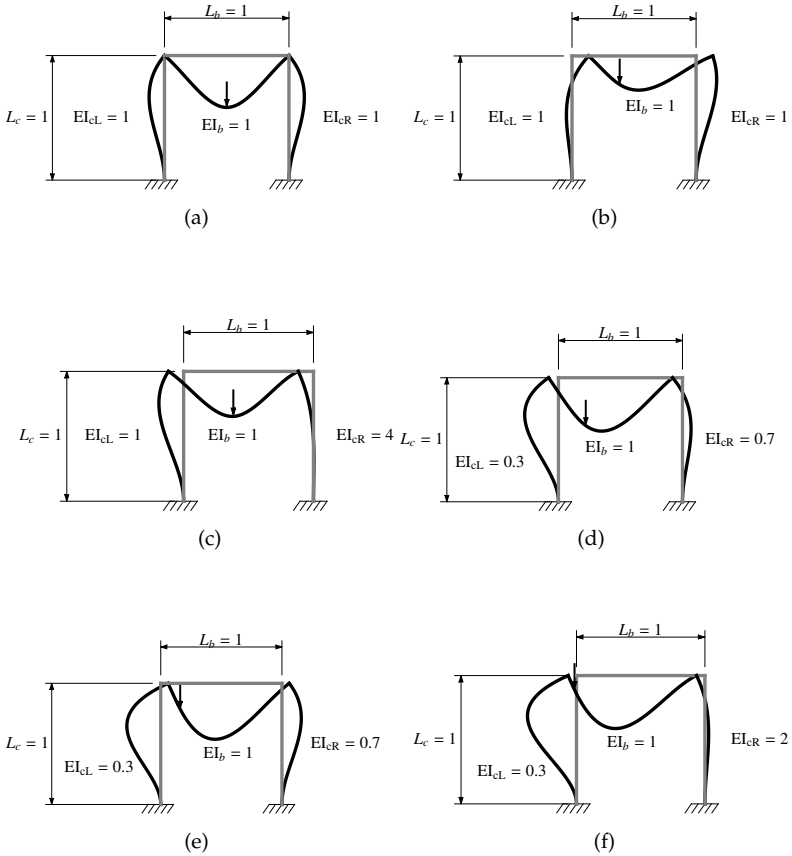 L_b = 1
L_c = 1
EI_cL = 1
EI_b = 1
EI_cR = 1
(a)
L_b = 1
L_c = 1
EI_cL = 1
EI_b = 1
EI_cR = 1
(b)
L_b = 1
L_c = 1
EI_cL = 1
EI_b = 1
EI_cR = 4
(c)
L_b = 1
L_c = 1
EI_cL = 0.3
EI_b = 1
EI_cR = 0.7
(d)
L_b = 1
L_c = 1
EI_cL = 0.3
EI_b = 1
EI_cR = 0.7
(e)
L_b = 1
L_c = 1
EI_cL = 0.3
EI_b = 1
EI_cR = 2
(f)